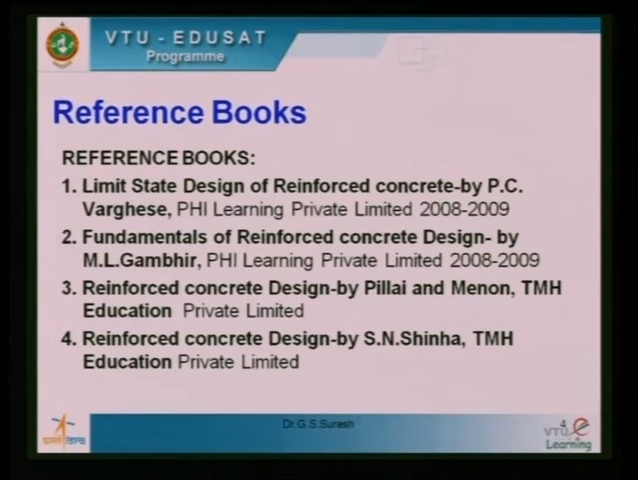 VTU - EDUSAT
Programme
Reference Books
REFERENCE BOOKS:
1. Limit State Design of Reinforced concrete-by P.C.
Varghese, PHI Learning Private Limited 2008-2009
2. Fundamentals of Reinforced concrete Design- by
M.L.Gambhir, PHI Learning Private Limited 2008-2009
3. Reinforced concrete Design-by Pillai and Menon, TMH
Education Private Limited
4. Reinforced concrete Design-by S.N.Shinha, TMH
Education Private Limited
Dr.G.S.Suresh
4
VTU e
Learning